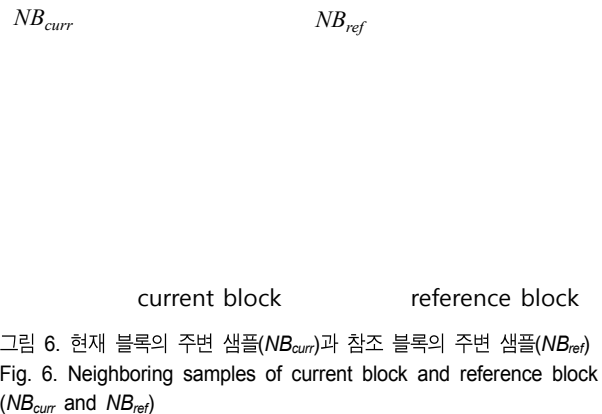 NBcurr NBref
current block reference block
그림 6. 현재 블록의 주변 샘플(NBcurr)과 참조 블록의 주변 샘플(NBref)
Fig. 6. Neighboring samples of current block and reference block
(NBcurr and NBref)